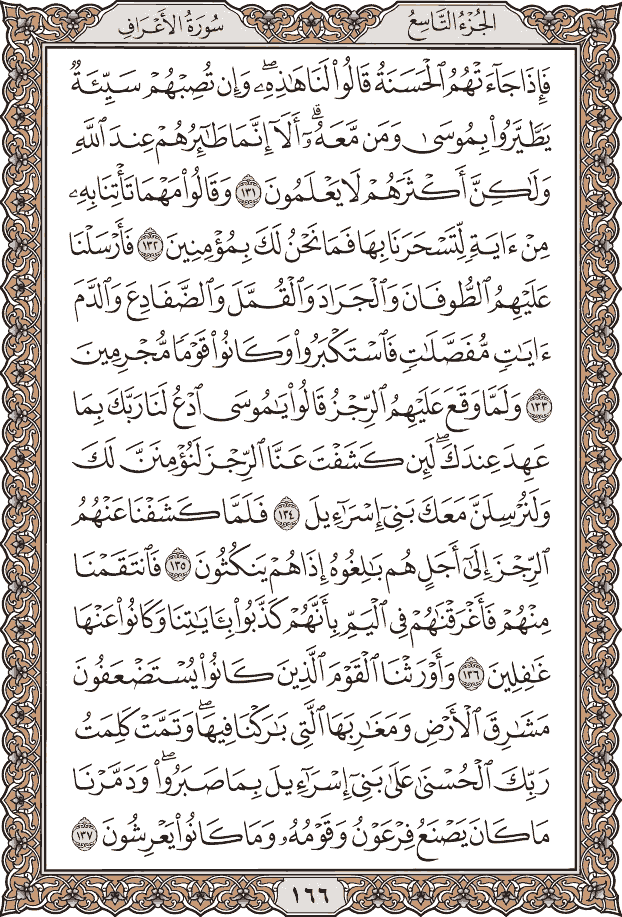 الجُزْءُ التَّاسِعُ
سُورَةُ الأَعْرَافِ
فَإِذَا جَآءَتْهُمُ ٱلْحَسَنَةُ قَالُوا۟ لَنَا هَٰذِهِۦۖ وَإِن تُصِبْهُمْ سَيِّئَةٌ
يَطَّيَّرُوا۟ بِمُوسَىٰ وَمَن مَّعَهُۥٓۗ أَلَآ إِنَّمَا طَٰٓئِرُهُمْ عِندَ ٱللَّهِ
وَلَٰكِنَّ أَكْثَرَهُمْ لَا يَعْلَمُونَ ١٣١ وَقَالُوا۟ مَهْمَا تَأْتِنَا بِهِۦ
مِنْ ءَايَةٍ لِّتَسْحَرَنَا بِهَا فَمَا نَحْنُ لَكَ بِمُؤْمِنِينَ ١٣٢ فَأَرْسَلْنَا
عَلَيْهِمُ ٱلطُّوفَانَ وَٱلْجَرَادَ وَٱلْقُمَّلَ وَٱلضَّفَادِعَ وَٱلدَّمَ
ءَايَٰتٍ مُّفَصَّلَٰتٍ فَٱسْتَكْبَرُوا۟ وَكَانُوا۟ قَوْمًا مُّجْرِمِينَ
١٣٣ وَلَمَّا وَقَعَ عَلَيْهِمُ ٱلرِّجْزُ قَالُوا۟ يَٰمُوسَى ٱدْعُ لَنَا رَبَّكَ بِمَا
عَهِدَ عِندَكَۖ لَئِن كَشَفْتَ عَنَّا ٱلرِّجْزَ لَنُؤْمِنَنَّ لَكَ
وَلَنُرْسِلَنَّ مَعَكَ بَنِىٓ إِسْرَٰٓءِيلَ ١٣٤ فَلَمَّا كَشَفْنَا عَنْهُمُ
ٱلرِّجْزَ إِلَىٰٓ أَجَلٍ هُم بَٰلِغُوهُ إِذَا هُمْ يَنكُثُونَ ١٣٥ فَٱنتَقَمْنَا
مِنْهُمْ فَأَغْرَقْنَٰهُمْ فِى ٱلْيَمِّ بِأَنَّهُمْ كَذَّبُوا۟ بِـَٔايَٰتِنَا وَكَانُوا۟ عَنْهَا
غَٰفِلِينَ ١٣٦ وَأَوْرَثْنَا ٱلْقَوْمَ ٱلَّذِينَ كَانُوا۟ يُسْتَضْعَفُونَ
مَشَٰرِقَ ٱلْأَرْضِ وَمَغَٰرِبَهَا ٱلَّتِى بَٰرَكْنَا فِيهَاۖ وَتَمَّتْ كَلِمَتُ
رَبِّكَ ٱلْحُسْنَىٰ عَلَىٰ بَنِىٓ إِسْرَٰٓءِيلَ بِمَا صَبَرُوا۟ۖ وَدَمَّرْنَا
مَا كَانَ يَصْنَعُ فِرْعَوْنُ وَقَوْمُهُۥ وَمَا كَانُوا۟ يَعْرِشُونَ ١٣٧
١٦٦